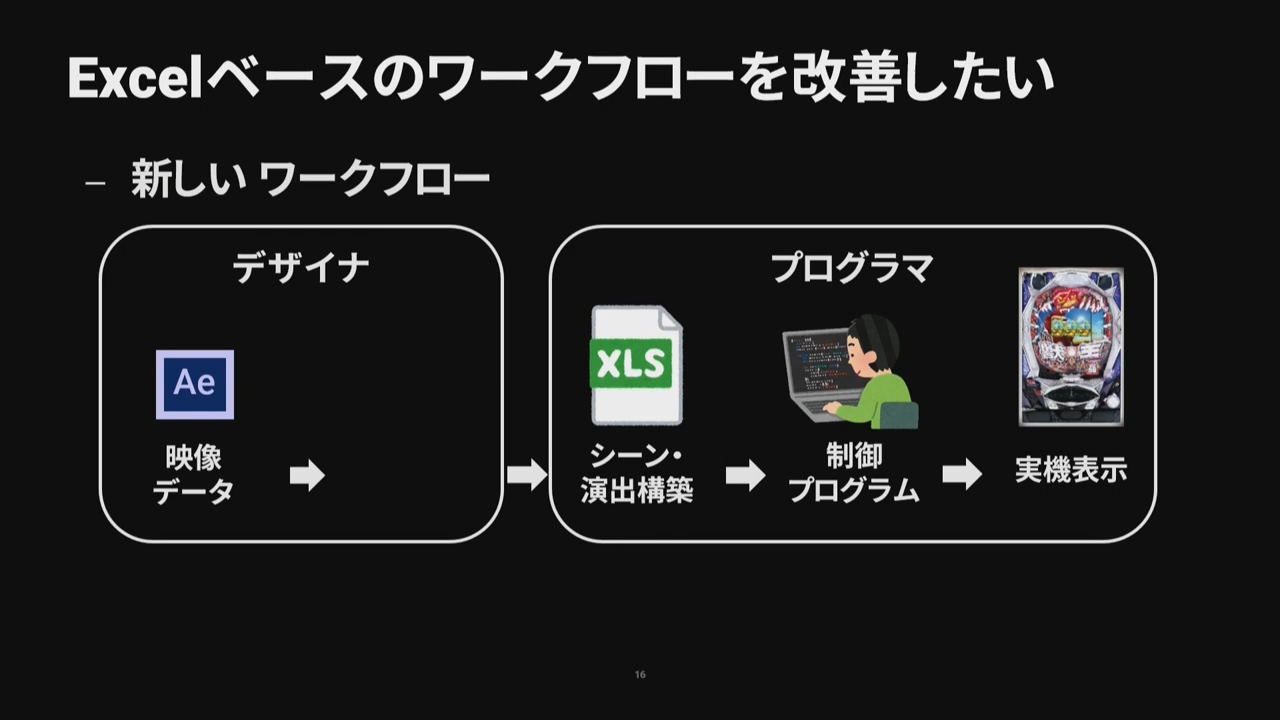 Excelベースのワークフローを改善したい
– 新しい ワークフロー
デザイナ
プログラマ
Ae
XLS
映像
データ
シーン・
演出構築
制御
プログラム
実機表示
16